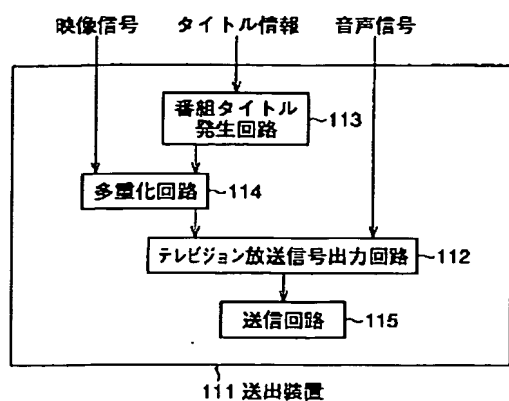 映像信号 タイトル情報 音声信号
番組タイトル
発生回路
113
多重化回路
114
テレビジョン放送信号出力回路
112
送信回路
115
111 送出装置